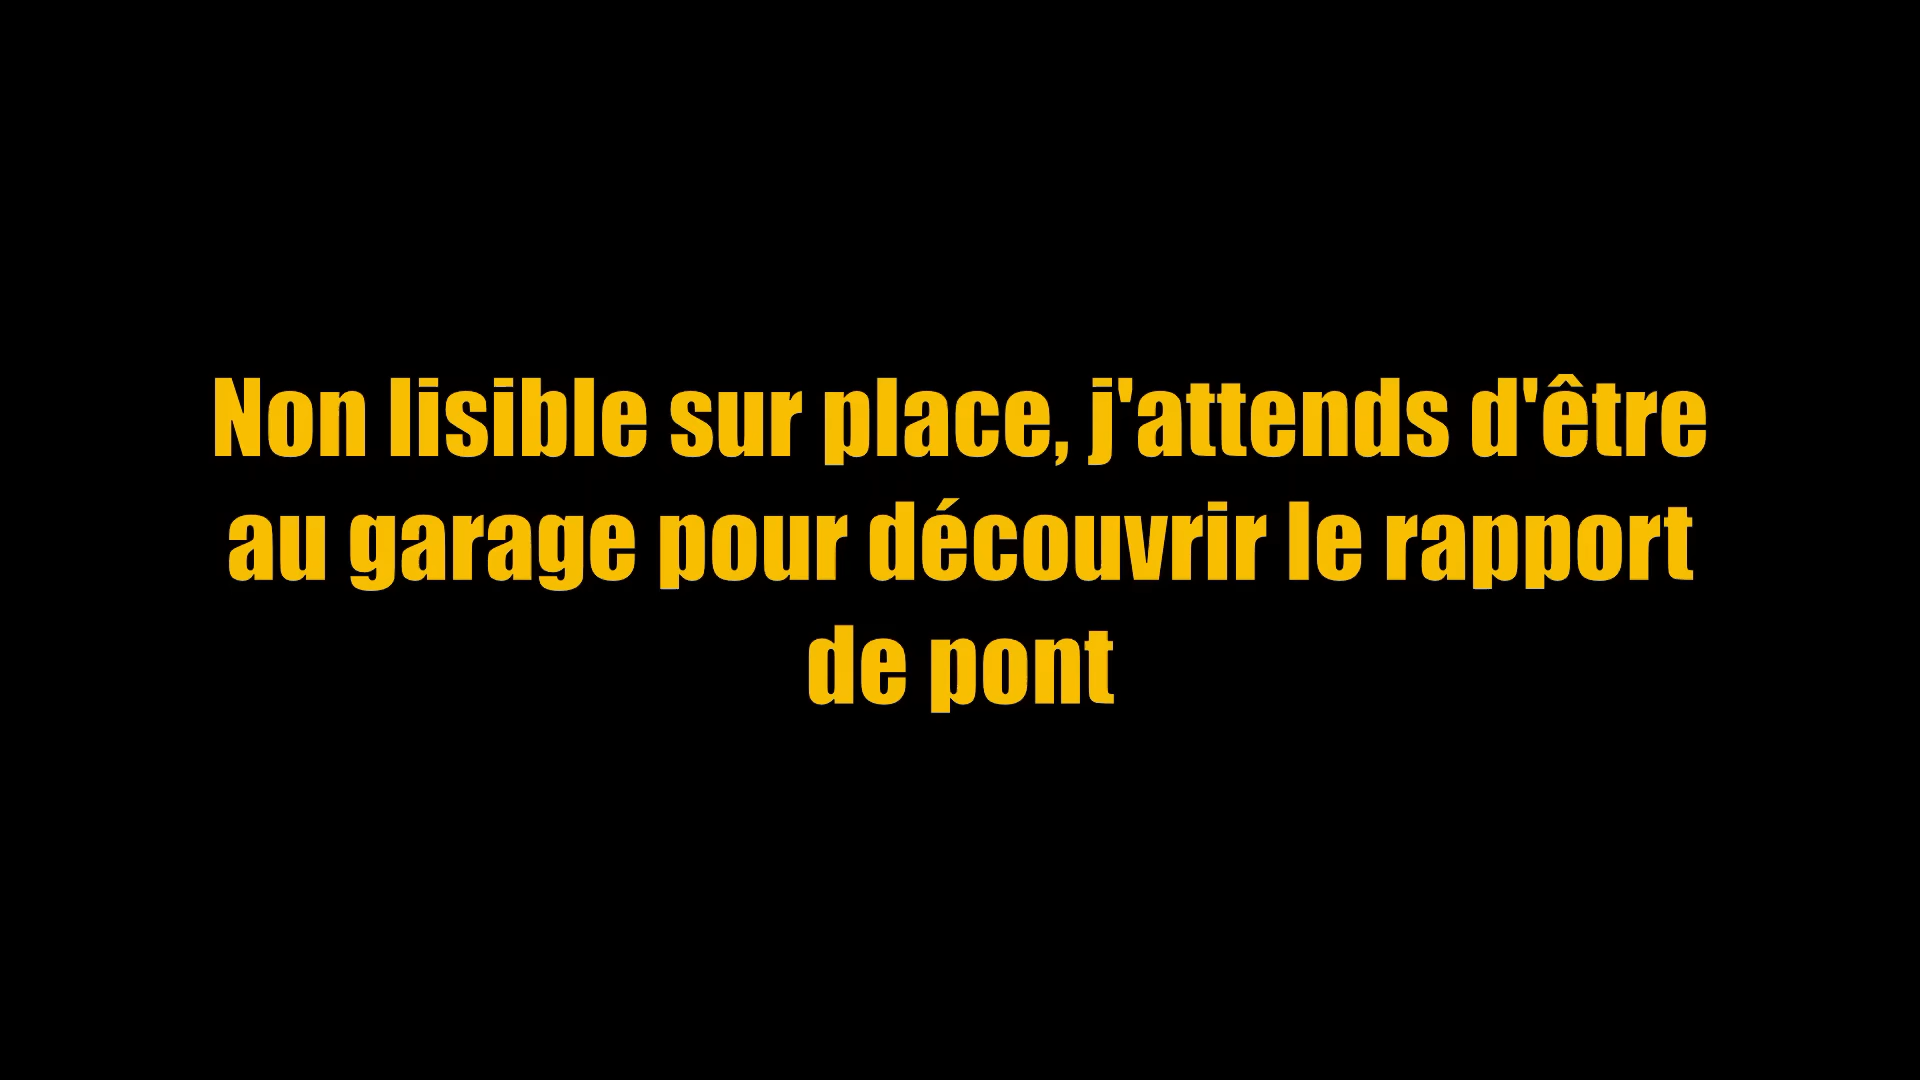 Non lisible sur place, j'attends d'être
au garage pour découvrir le rapport
de pont